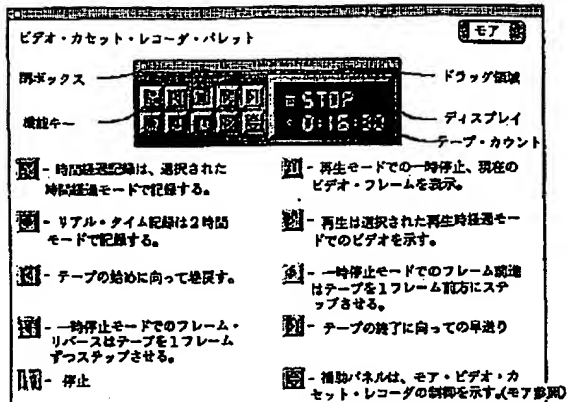 ビデオ・カセット・レコーダ・パレット
モア
閉ボックス
ドラッグ領域
機能キー
STOP
ディスプレイ
テープ・カウント
- 時間経過記録は、選択された
時間経過モードで記録する。
- リアル・タイム記録は2時間
モードで記録する。
- テープの始めに向って巻戻す。
- 一時停止モードでのフレーム・
リバースはテープを1フレーム
ずつステップさせる。
- 停止
- 再生モードでの一時停止、現在の
ビデオ・フレームを表示。
- 再生は選択された再生時経過モー
ドでのビデオを示す。
- 一時停止モードでのフレーム前進
はテープを1フレーム前方にステ
ップさせる。
- テープの終了に向っての早送り
- 補助パネルは、モア・ビデオ・カ
セット・レコーダの制御を示す。(モア参照)